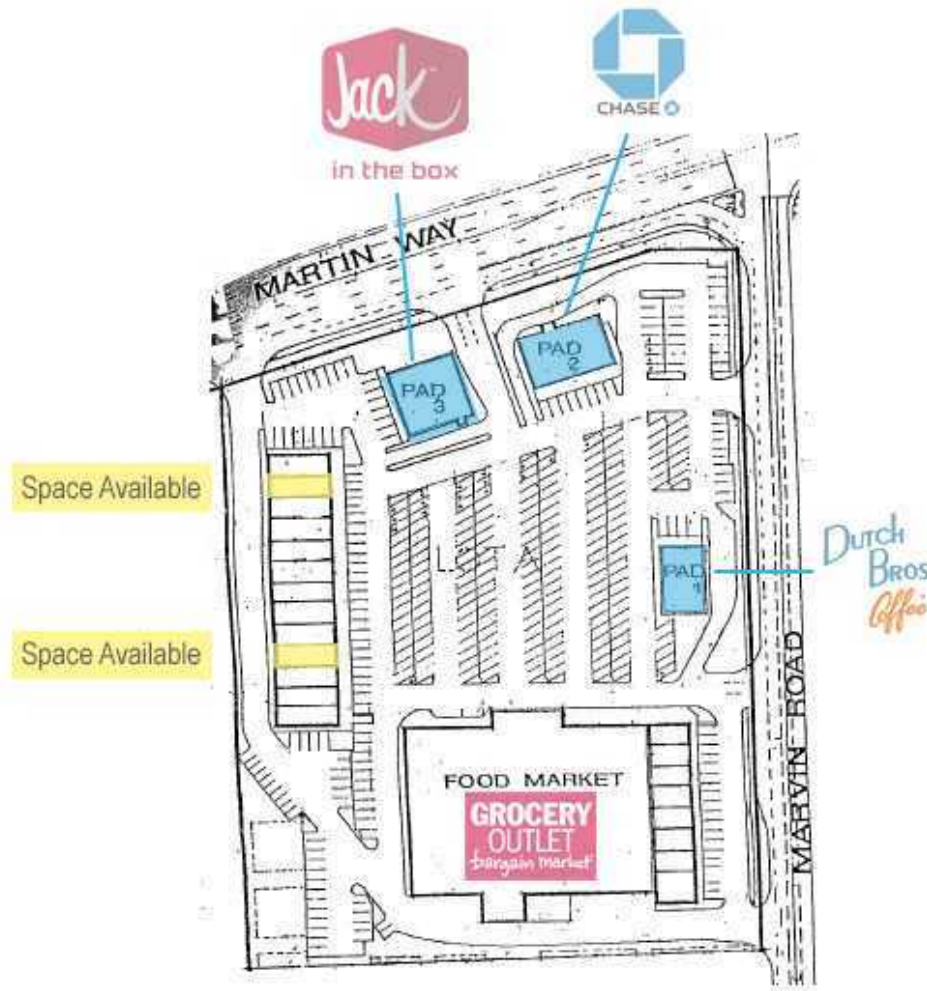 Jack
in the box
CHASE
MARTIN WAY
PAD
2
PAD
3
Space Available
PAD
1
DUTCH
BROS
Coffee
Space Available
MARVIN ROAD
FOOD MARKET
GROCERY
OUTLET
bargain market